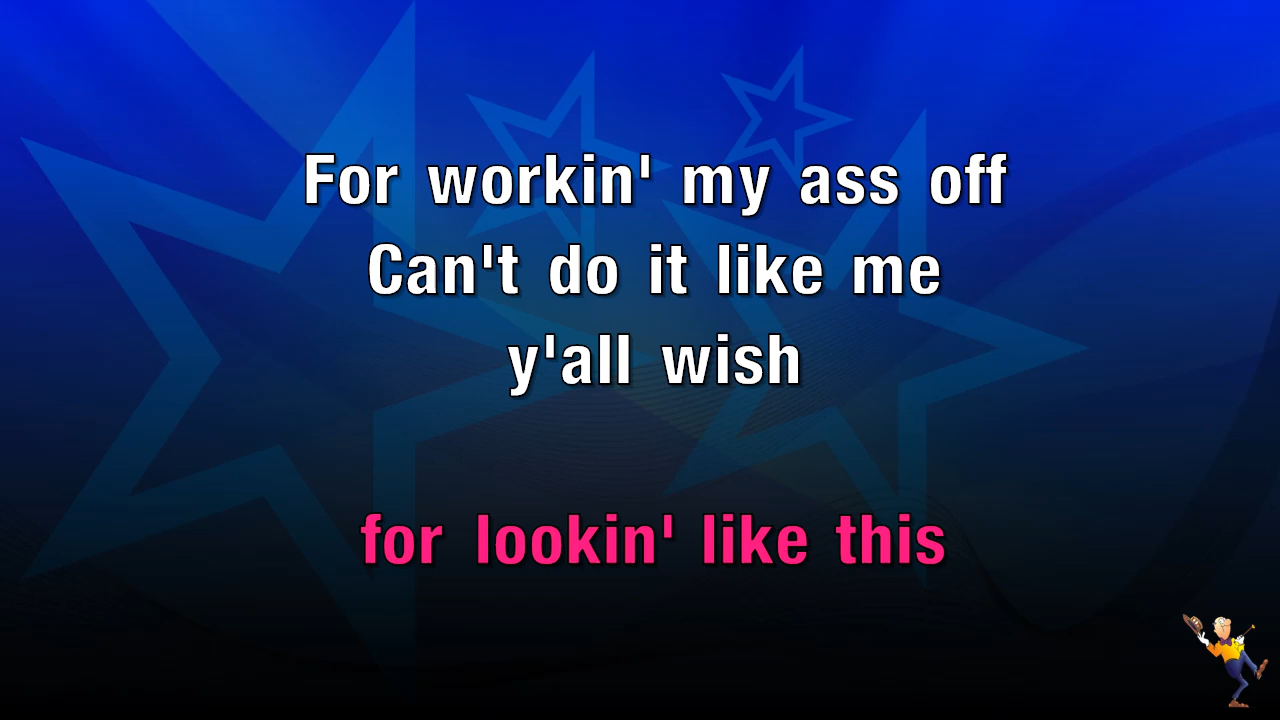 For workin' my ass off
Can't do it like me
y'all wish
for lookin' like this